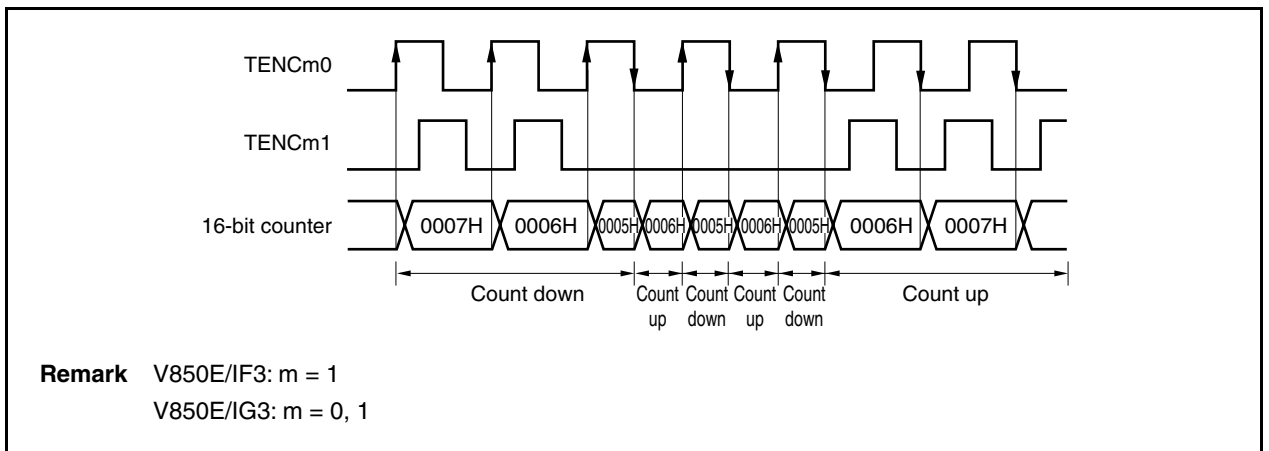 TENCm0
TENCm1
16-bit counter 0007H 0006H 0005H 0006H 0005H 0006H 0005H 0006H 0007H
Count down Count up Count down Count up Count down Count up
Remark V850E/IF3: m = 1
V850E/IG3: m = 0, 1